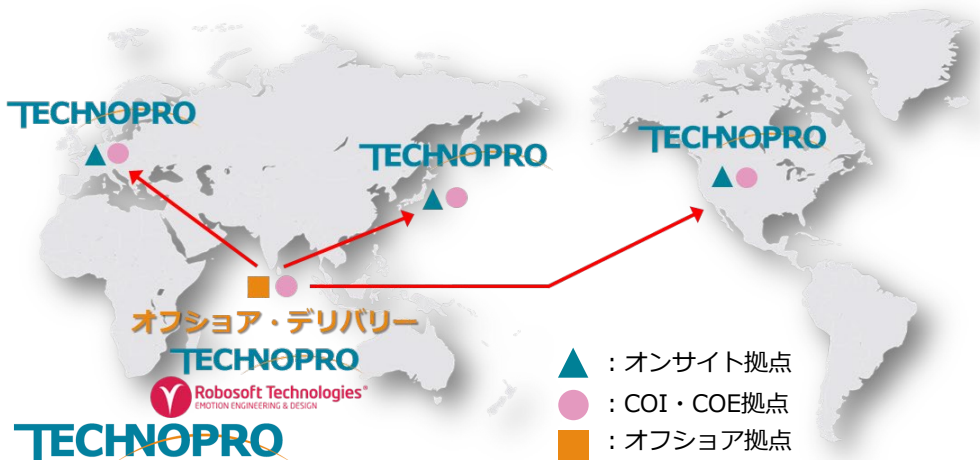 TECHNOPRO
TECHNOPRO
TECHNOPRO
オフショア・デリバリー
TECHNOPRO
Robosoft Technologies®
EMOTION ENGINEERING & DESIGN
TECHNOPRO
：オンサイト拠点
：COI・COE拠点
：オフショア拠点